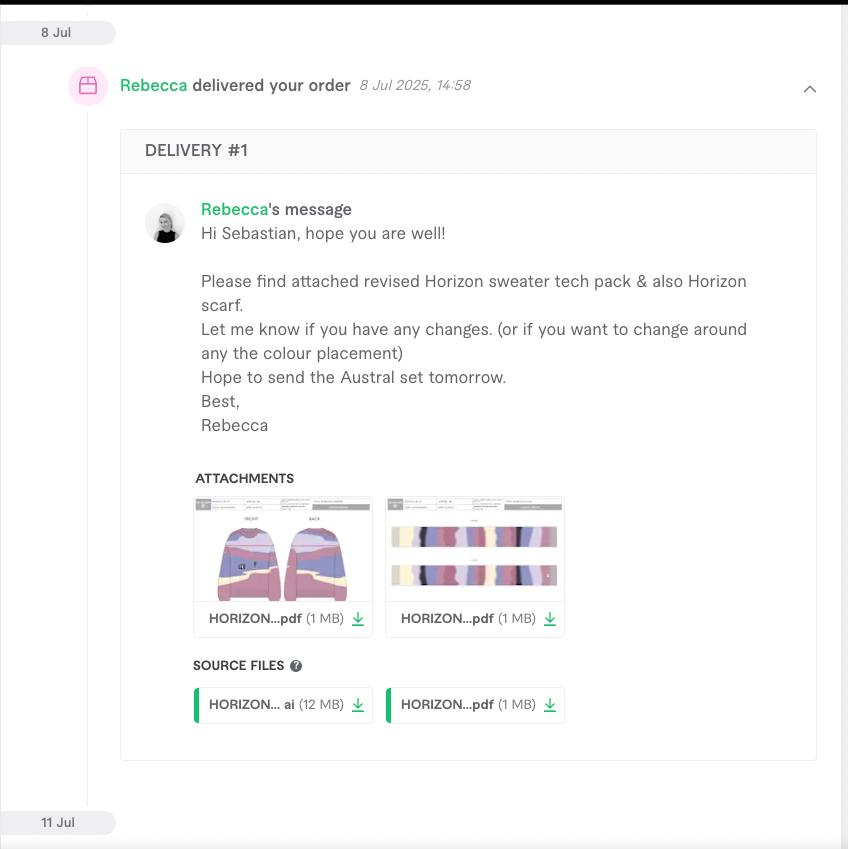 8 Jul
Rebecca delivered your order 8 Jul 2025, 14:58
DELIVERY #1
Rebecca's message
Hi Sebastian, hope you are well!
Please find attached revised Horizon sweater tech pack & also Horizon
scarf.
Let me know if you have any changes. (or if you want to change around
any the colour placement)
Hope to send the Austral set tomorrow.
Best,
Rebecca
ATTACHMENTS
FRONT BACK
HORIZON...pdf (1 MB) HORIZON...pdf (1 MB)
SOURCE FILES ?
HORIZON... ai (12 MB) HORIZON...pdf (1 MB)
11 Jul